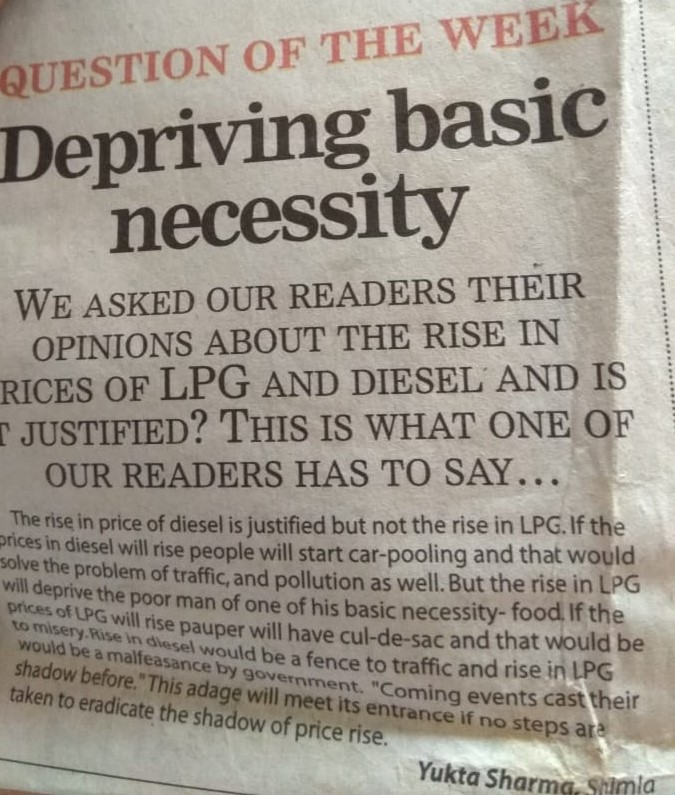 QUESTION OF THE WEEK
Depriving basic
necessity
WE ASKED OUR READERS THEIR
OPINIONS ABOUT THE RISE IN
RICES OF LPG AND DIESEL AND IS
T JUSTIFIED? THIS IS WHAT ONE OF
OUR READERS HAS TO SAY...
The rise in price of diesel is justified but not the rise in LPG. If the
prices in diesel will rise people will start car-pooling and that would
solve the problem of traffic, and pollution as well. But the rise in LPG
will deprive the poor man of one of his basic necessity- food. If the
prices of LPG will rise pauper will have cul-de-sac and that would be
to misery. Rise in diesel would be a fence to traffic and rise in LPG
would be a malfeasance by government. "Coming events cast their
shadow before." This adage will meet its entrance if no steps are
taken to eradicate the shadow of price rise.
Yukta Sharma, Shimla